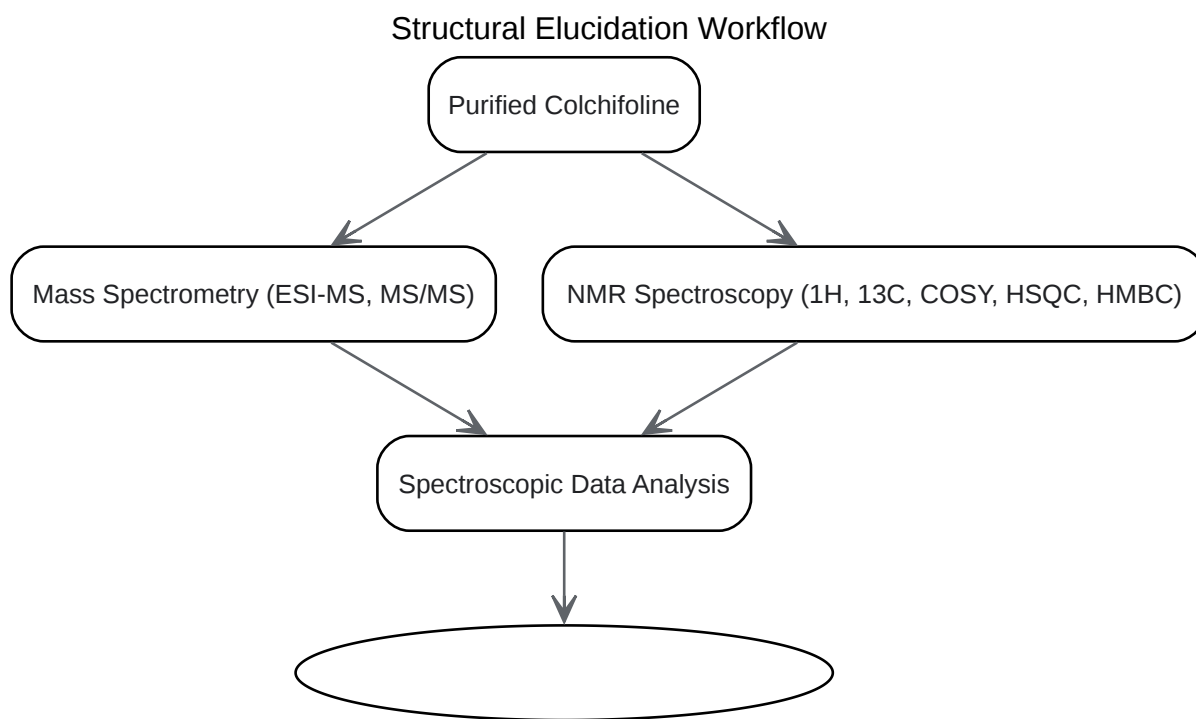 Structural Elucidation Workflow
Purified Colchifoline
Mass Spectrometry (ESI-MS, MS/MS)
NMR Spectroscopy (1H, 13C, COSY, HSQC, HMBC)
Spectroscopic Data Analysis